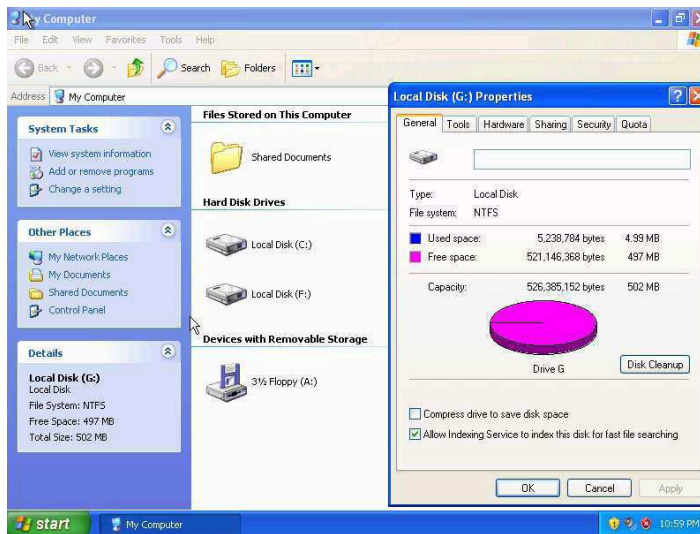 My Computer
File Edit View Favorites Tools Help
Back Search Folders
Address My Computer
System Tasks
View system information
Add or remove programs
Change a setting
Other Places
My Network Places
My Documents
Shared Documents
Control Panel
Details
Local Disk (G:)
Local Disk
File System: NTFS
Free Space: 497 MB
Total Size: 502 MB
Files Stored on This Computer
Shared Documents
Hard Disk Drives
Local Disk (C:)
Local Disk (F:)
Devices with Removable Storage
3½ Floppy (A:)
Local Disk (G:) Properties
General Tools Hardware Sharing Security Quota
Type: Local Disk
File system: NTFS
Used space: 5,238,784 bytes 4.99 MB
Free space: 521,146,368 bytes 497 MB
Capacity: 526,385,152 bytes 502 MB
Drive G
Disk Cleanup
Compress drive to save disk space
Allow Indexing Service to index this disk for fast file searching
OK Cancel Apply
start My Computer 10:59 PM